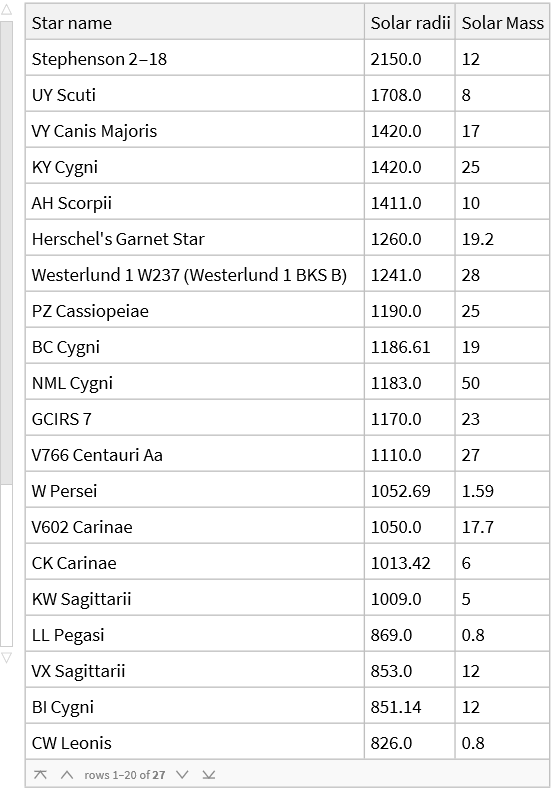 Star name Solar radii Solar Mass
Stephenson 2–18 2150.0 12
UY Scuti 1708.0 8
VY Canis Majoris 1420.0 17
KY Cygni 1420.0 25
AH Scorpii 1411.0 10
Herschel's Garnet Star 1260.0 19.2
Westerlund 1 W237 (Westerlund 1 BKS B) 1241.0 28
PZ Cassiopeiae 1190.0 25
BC Cygni 1186.61 19
NML Cygni 1183.0 50
GCIRS 7 1170.0 23
V766 Centauri Aa 1110.0 27
W Persei 1052.69 1.59
V602 Carinae 1050.0 17.7
CK Carinae 1013.42 6
KW Sagittarii 1009.0 5
LL Pegasi 869.0 0.8
VX Sagittarii 853.0 12
BI Cygni 851.14 12
CW Leonis 826.0 0.8
rows 1–20 of 27